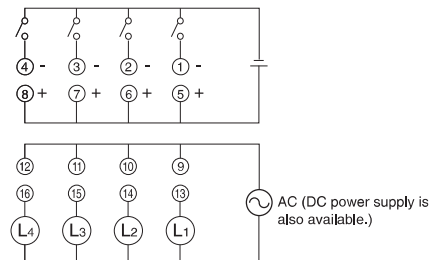 4 - 3 - 2 - 1 -
8 + 7 + 6 + 5 +
12 11 10 9
16 15 14 13
AC (DC power supply is
also available.)
L4 L3 L2 L1